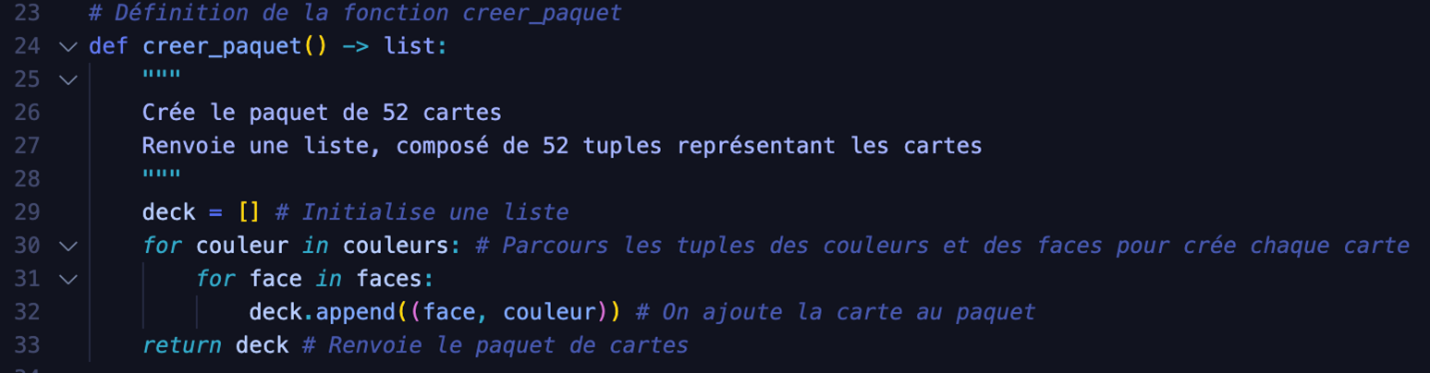 23 # Définition de la fonction creer_paquet
24 def creer_paquet() -> list:
25 """
26 Crée le paquet de 52 cartes
27 Renvoie une liste, composé de 52 tuples représentant les cartes
28 """
29 deck = [] # Initialise une liste
30 for couleur in couleurs: # Parcours les tuples des couleurs et des faces pour crée chaque carte
31 for face in faces:
32 deck.append((face, couleur)) # On ajoute la carte au paquet
33 return deck # Renvoie le paquet de cartes